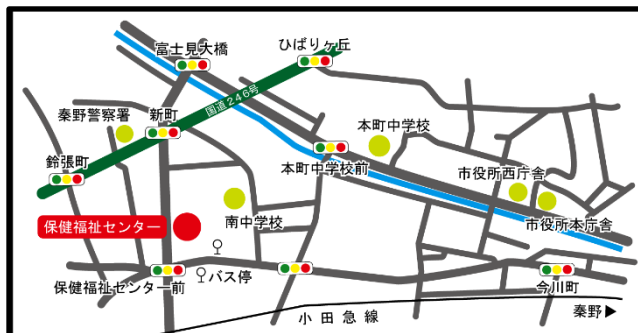 富士見大橋
ひばりヶ丘
国道246号
秦野警察署
新町
本町中学校
鈴張町
本町中学校前
市役所西庁舎
保健福祉センター
南中学校
市役所本庁舎
バス停
保健福祉センター前
今川町
小田急線
秦野▶